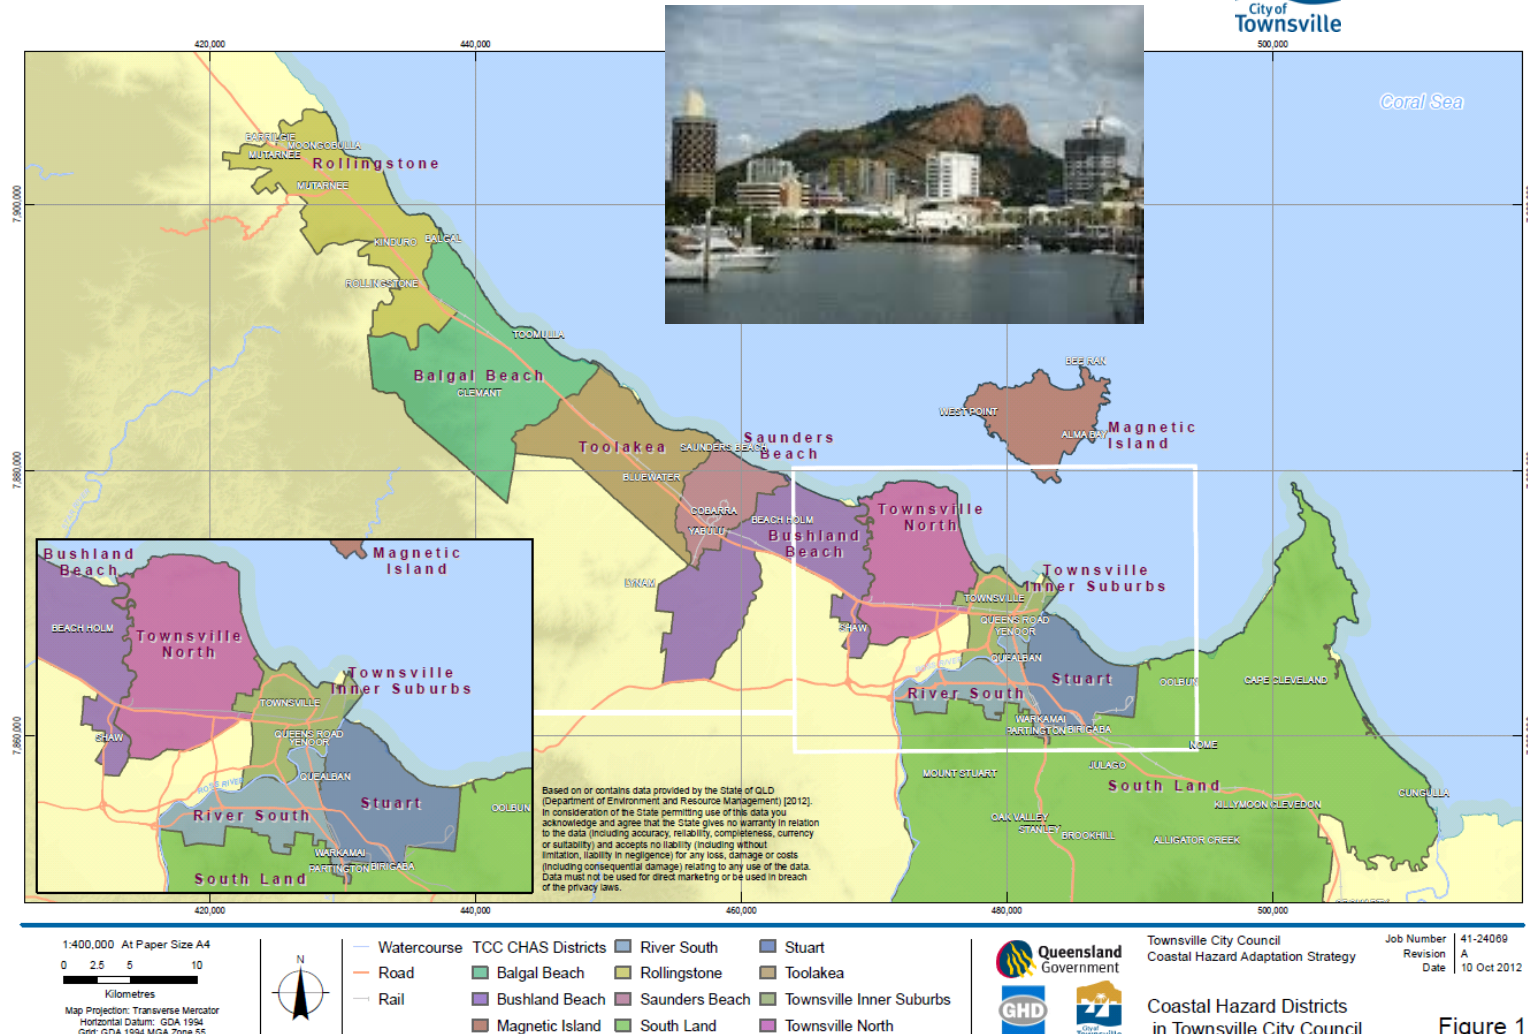 City of
Townsville
420,000
440,000
500,000
Coral Sea
BARRILGIE
MOONGOBULLA
MUTARNEE
Rollingstone
MUTARNEE
7,900,000
KINDURO
BALGAL
ROLLINGSTONE
TOOMULLA
BEE RAN
Balgal Beach
CLEMANT
WEST POINT
Magnetic
Island
ALMA BAY
Saunders
Beach
Toolakea
SAUNDERS BEACH
7,880,000
BLUEWATER
COBARRA
BEACH HOLM
YABULU
Bushland
Beach
Townsville
North
LYNAM
Townsville
Inner Suburbs
TOWNSVILLE
QUEENS ROAD
YENOOR
SHAW
QUEALBAN
ROSS RIVER
River South
Stuart
OOLBUN
CAPE CLEVELAND
WARKAMAI
PARTINGTON
BIRIGABA
7,860,000
NOME
JULAGO
MOUNT STUART
South Land
KILLYMOON
CLEVEDON
CUNGULLA
OAK VALLEY
STANLEY
BROOKHILL
ALLIGATOR CREEK
Bushland
Beach
Magnetic
Island
BEACH HOLM
Townsville
North
Townsville
Inner Suburbs
TOWNSVILLE
SHAW
QUEENS ROAD
YENOOR
QUEALBAN
ROSS RIVER
River South
Stuart
OOLBUN
WARKAMAI
PARTINGTON
BIRIGABA
South Land
Based on or contains data provided by the State of QLD
(Department of Environment and Resource Management) [2012].
In consideration of the State permitting use of this data you
acknowledge and agree that the State gives no warranty in relation
to the data (including accuracy, reliability, completeness, currency
or suitability) and accepts no liability (including without
limitation, liability in negligence) for any loss, damage or costs
(including consequential damage) relating to any use of the data.
Data must not be used for direct marketing or be used in breach
of the privacy laws.
420,000
440,000
460,000
480,000
500,000
1:400,000 At Paper Size A4
0 2.5 5 10
Kilometres
Map Projection: Transverse Mercator
Horizontal Datum: GDA 1994
Grid: GDA 1994 MGA Zone 55
N
Watercourse
Road
Rail
TCC CHAS Districts
Balgal Beach
Bushland Beach
Magnetic Island
River South
Rollingstone
Saunders Beach
South Land
Stuart
Toolakea
Townsville Inner Suburbs
Townsville North
Queensland
Government
GHD
City of
Townsville
Townsville City Council
Coastal Hazard Adaptation Strategy
Job Number 41-24069
Revision A
Date 10 Oct 2012
Coastal Hazard Districts
in Townsville City Council
Figure 1